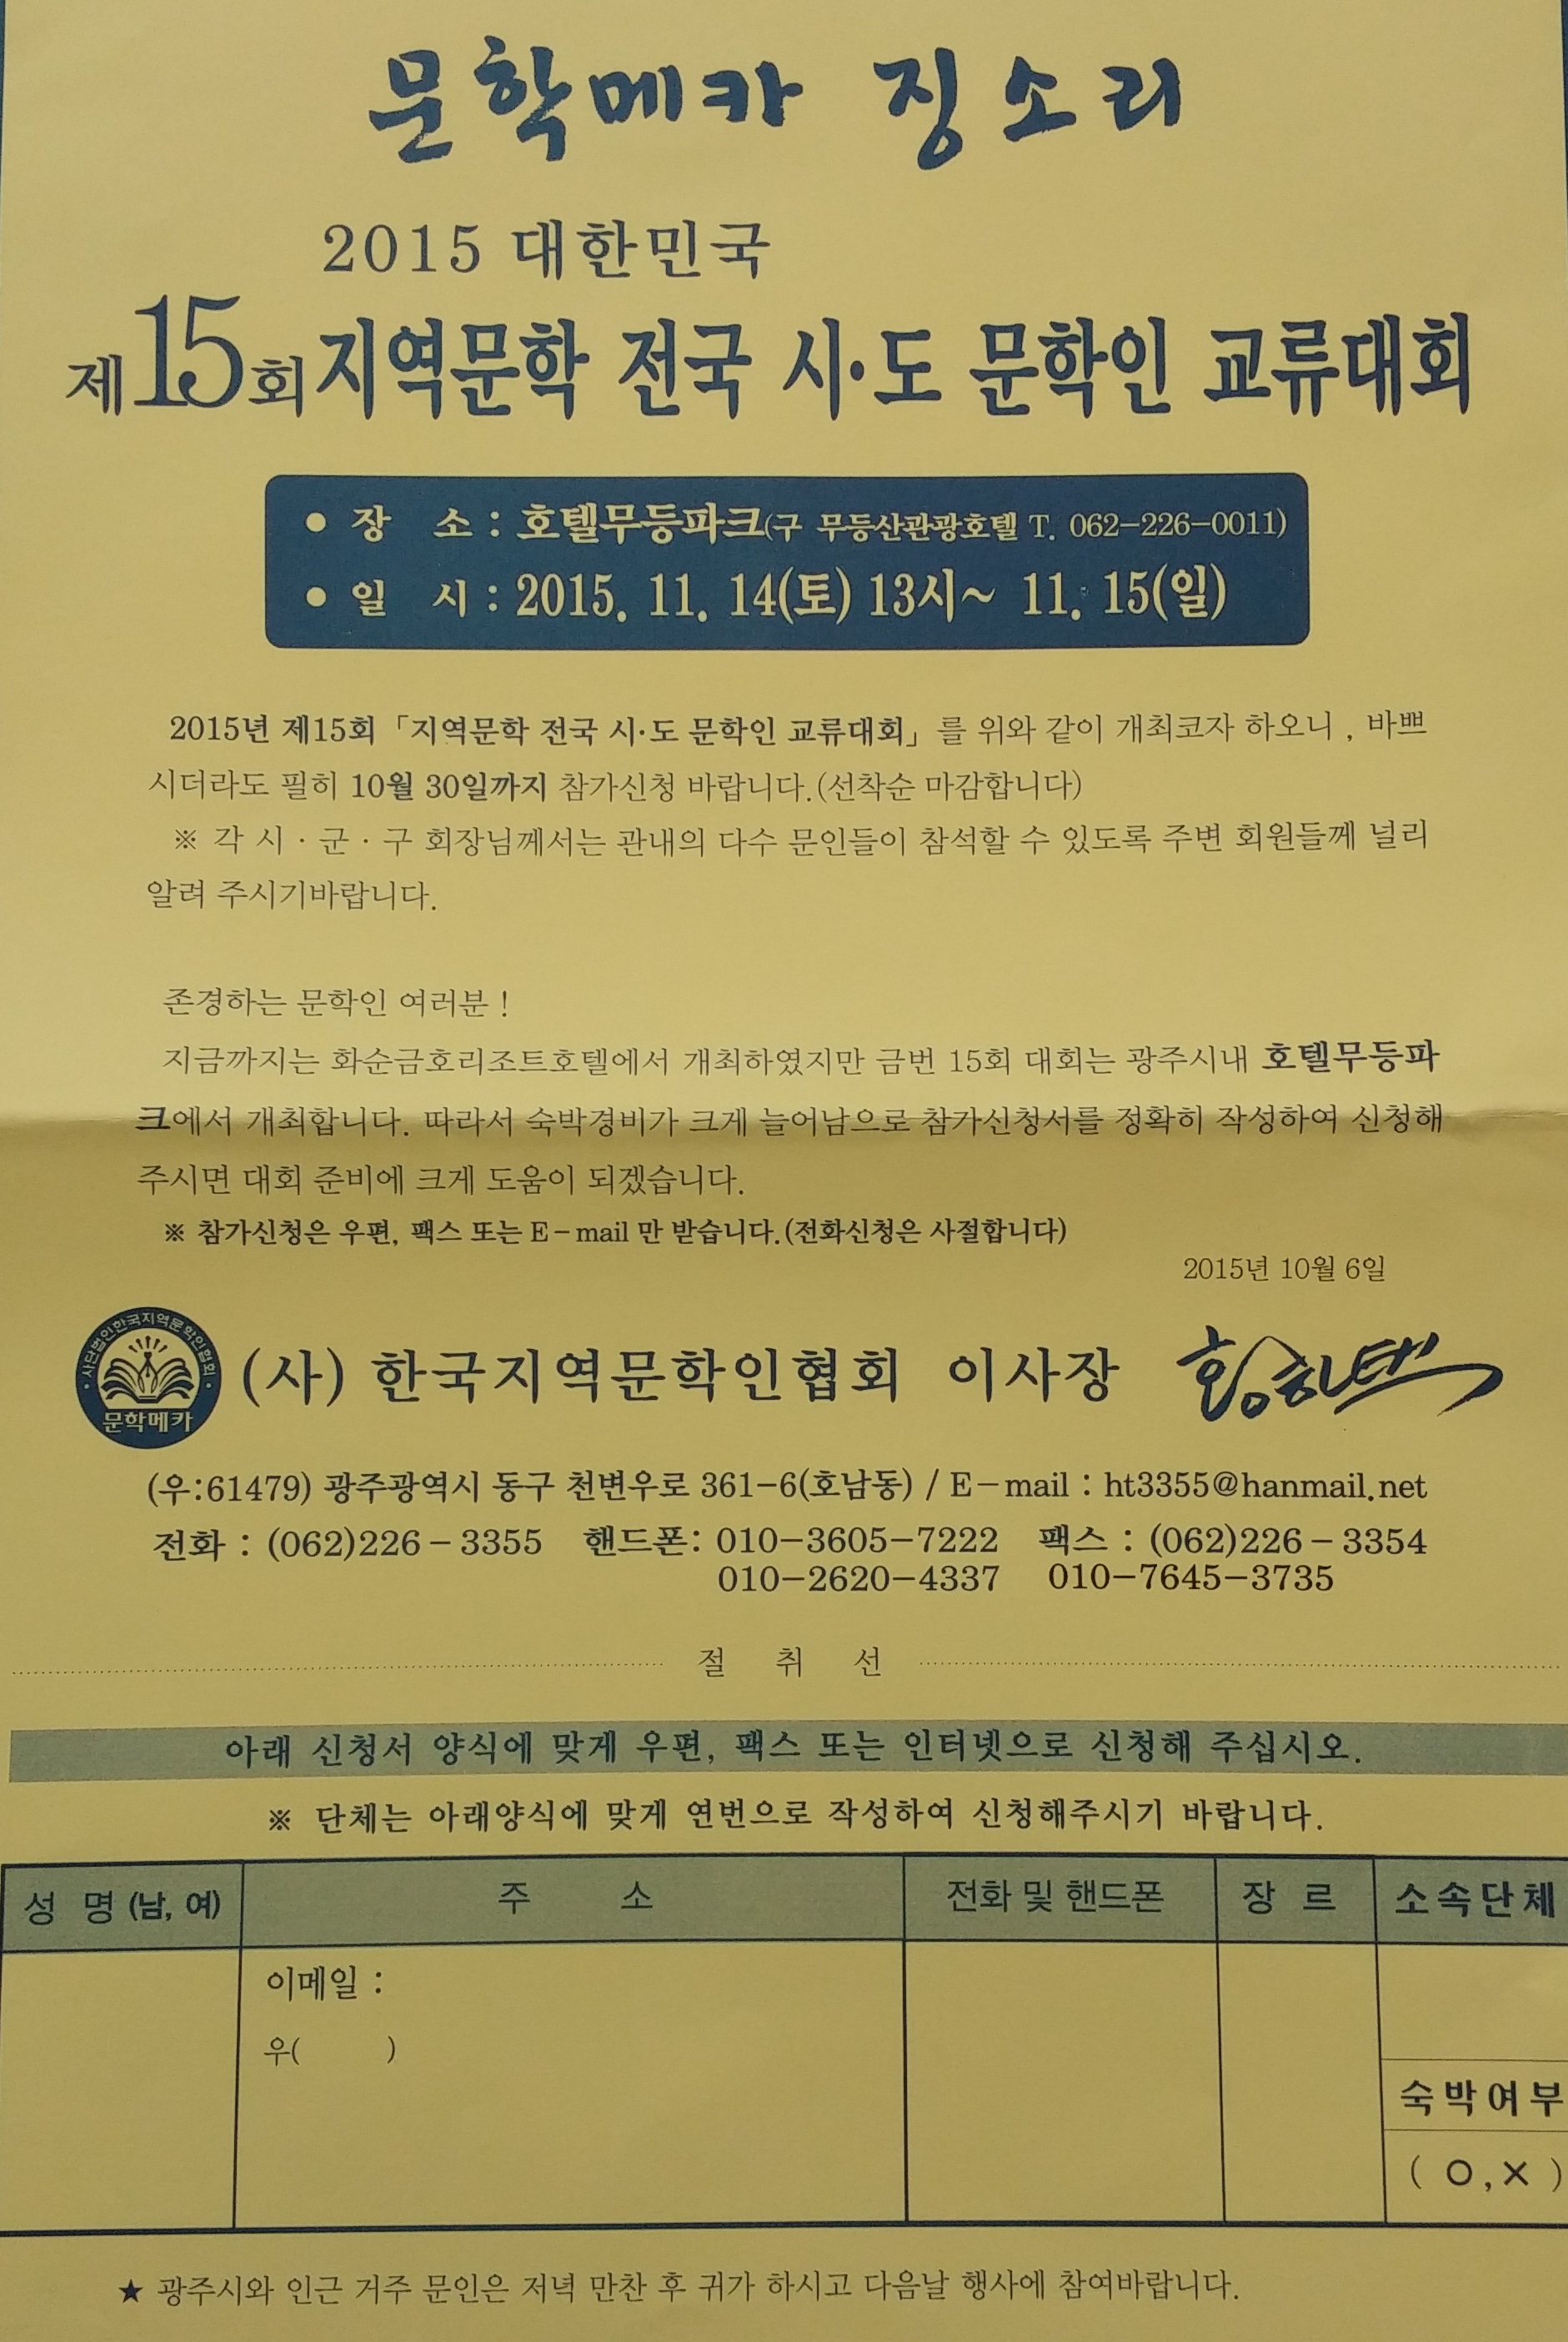 문학메카 징소리
2015 대한민국
제15회 지역문학 전국 시·도 문학인 교류대회
• 장 소 : 호텔무등파크(구 무등산관광호텔 T. 062-226-0011)
• 일 시 : 2015. 11. 14(토) 13시~ 11. 15(일)
2015년 제15회 「지역문학 전국 시·도 문학인 교류대회」를 위와 같이 개최코자 하오니 , 바쁘
시더라도 필히 10월 30일까지 참가신청 바랍니다.(선착순 마감합니다)
※ 각 시 · 군 · 구 회장님께서는 관내의 다수 문인들이 참석할 수 있도록 주변 회원들께 널리
알려 주시기바랍니다.
존경하는 문학인 여러분 !
지금까지는 화순금호리조트호텔에서 개최하였지만 금번 15회 대회는 광주시내 호텔무등파
크에서 개최합니다. 따라서 숙박경비가 크게 늘어남으로 참가신청서를 정확히 작성하여 신청해
주시면 대회 준비에 크게 도움이 되겠습니다.
※ 참가신청은 우편, 팩스 또는 E-mail 만 받습니다.(전화신청은 사절합니다)
2015년 10월 6일
·사단법인한국지역문학인협회·
문학메카
(사) 한국지역문학인협회 이사장
(우:61479) 광주광역시 동구 천변우로 361-6(호남동) / E-mail : ht3355@hanmail.net
전화 : (062)226-3355 핸드폰: 010-3605-7222 팩스 : (062)226-3354
010-2620-4337 010-7645-3735
절 취 선
아래 신청서 양식에 맞게 우편, 팩스 또는 인터넷으로 신청해 주십시오.
※ 단체는 아래양식에 맞게 연번으로 작성하여 신청해주시기 바랍니다.
성 명 (남, 여) 주 소 전화 및 핸드폰 장 르 소속단체
이메일 :
우( )
숙박여부
( O,× )
★ 광주시와 인근 거주 문인은 저녁 만찬 후 귀가 하시고 다음날 행사에 참여바랍니다.